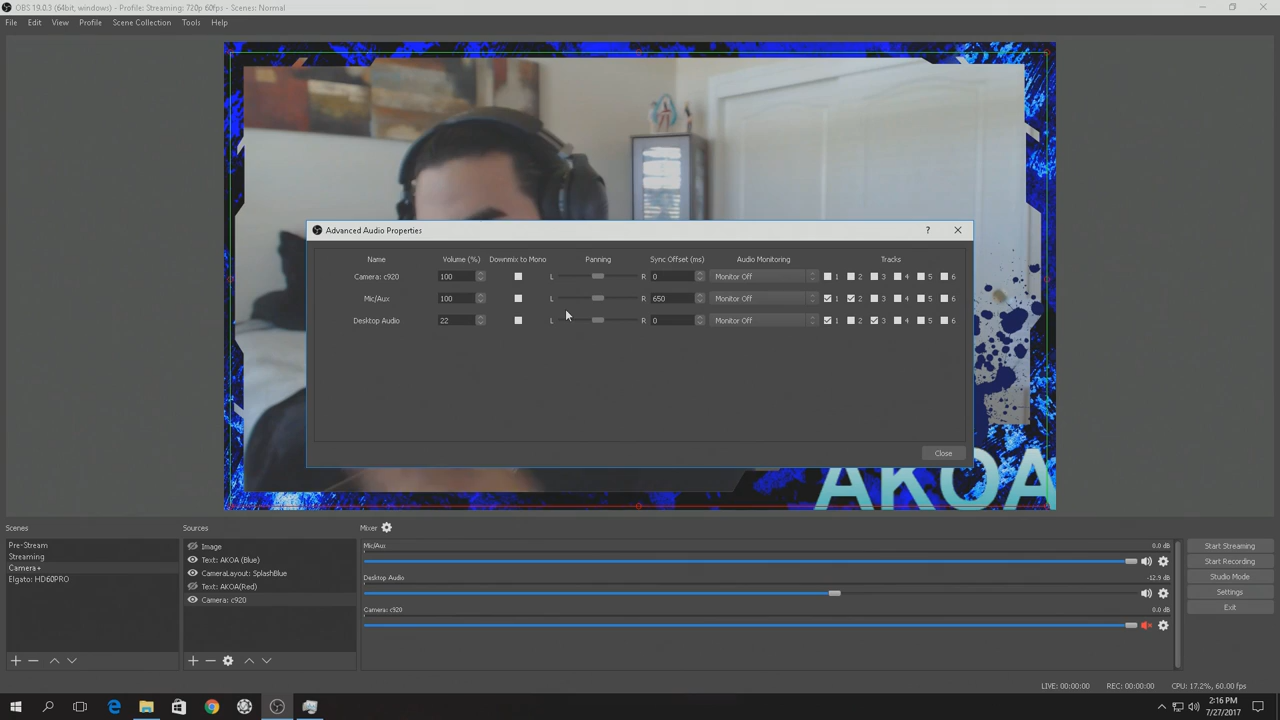 OBS 19.0.3 (64bit, windows) - Profile: Streaming: 720p 60fps - Scenes: Normal
File Edit View Profile Scene Collection Tools Help
Advanced Audio Properties ?
Name Volume (%) Downmix to Mono Panning Sync Offset (ms) Audio Monitoring Tracks
Camera: c920 100 L R 0 Monitor Off 1 2 3 4 5 6
Mic/Aux 100 L R 650 Monitor Off 1 2 3 4 5 6
Desktop Audio 22 L R 0 Monitor Off 1 2 3 4 5 6
Close
AKOA
Scenes
Pre-Stream
Streaming
Camera+
Elgato: HD60PRO
Sources
Image
Text: AKOA (Blue)
CameraLayout: SplashBlue
Text: AKOA(Red)
Camera: c920
Mixer
Mic/Aux 0.0 dB
Desktop Audio -12.9 dB
Camera: c920 0.0 dB
Start Streaming
Start Recording
Studio Mode
Settings
Exit
LIVE: 00:00:00 REC: 00:00:00 CPU: 17.2%, 60.00 fps
2:16 PM
7/27/2017